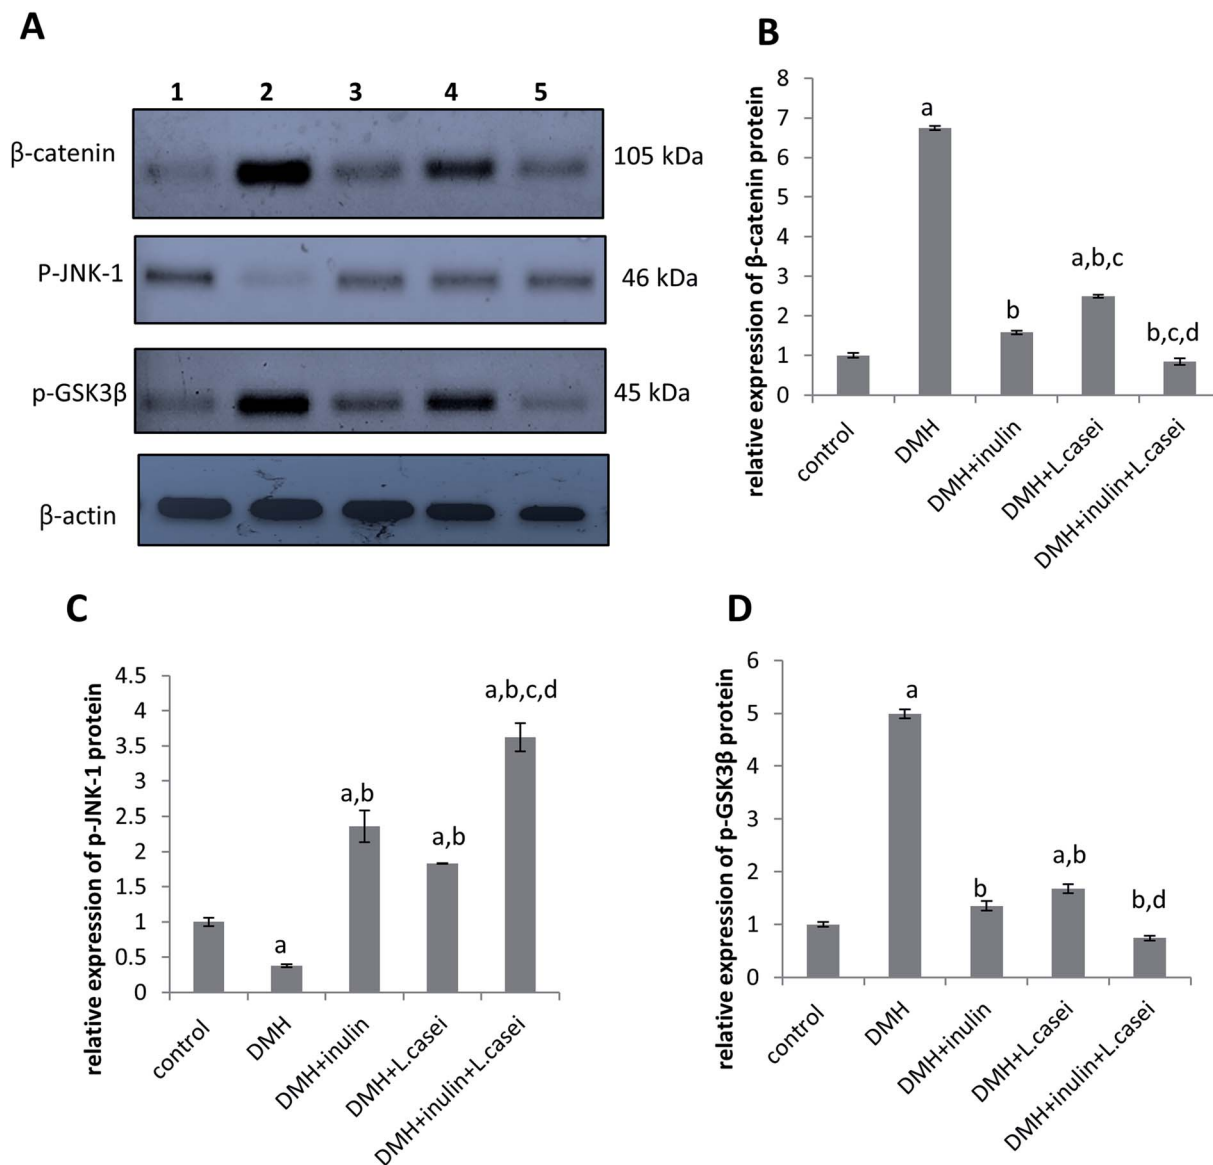 A
1 2 3 4 5
β-catenin
105 kDa
P-JNK-1
46 kDa
p-GSK3β
45 kDa
β-actin
B
relative expression of β-catenin protein
8
7
6
5
4
3
2
1
0
a
b
a,b,c
b,c,d
control
DMH
DMH+inulin
DMH+L.casei
DMH+inulin+L.casei
C
relative expression of p-JNK-1 protein
4.5
4
3.5
3
2.5
2
1.5
1
0.5
0
a
a,b
a,b
a,b,c,d
control
DMH
DMH+inulin
DMH+L.casei
DMH+inulin+L.casei
D
relative expression of p-GSK3β protein
6
5
4
3
2
1
0
a
b
a,b
b,d
control
DMH
DMH+inulin
DMH+L.casei
DMH+inulin+L.casei